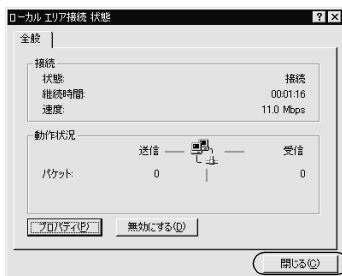 ローカル エリア接続 状態
全般
接続
状態: 接続
継続時間: 00:01:16
速度: 11.0 Mbps
動作状況
送信 — — 受信
パケット: 0 | 0
プロパティ(P) 無効にする(D)
閉じる(C)